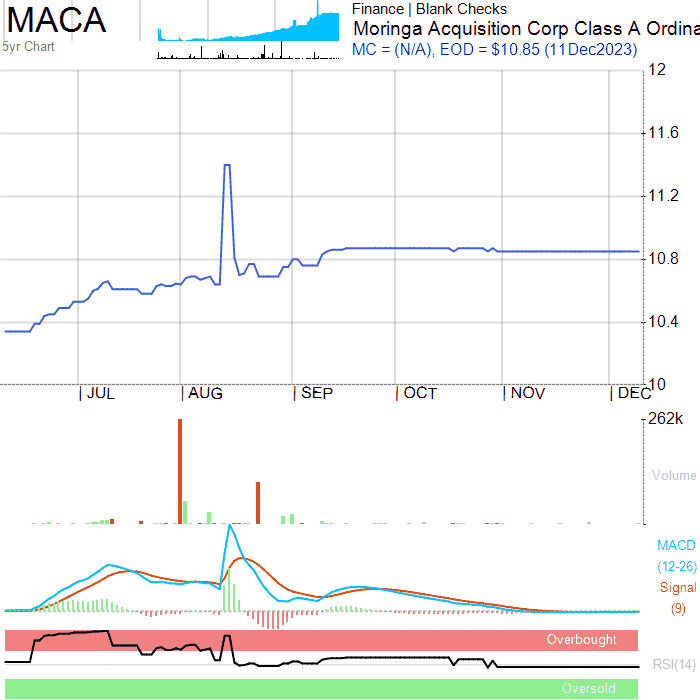 MACA
5yr Chart
Finance | Blank Checks
Moringa Acquisition Corp Class A Ordina
MC = (N/A), EOD = $10.85 (11Dec2023)
12
11.6
11.2
10.8
10.4
10
| JUL | AUG | SEP | OCT | NOV | DEC
262k
Volume
MACD
(12-26)
Signal
(9)
Overbought
RSI(14)
Oversold